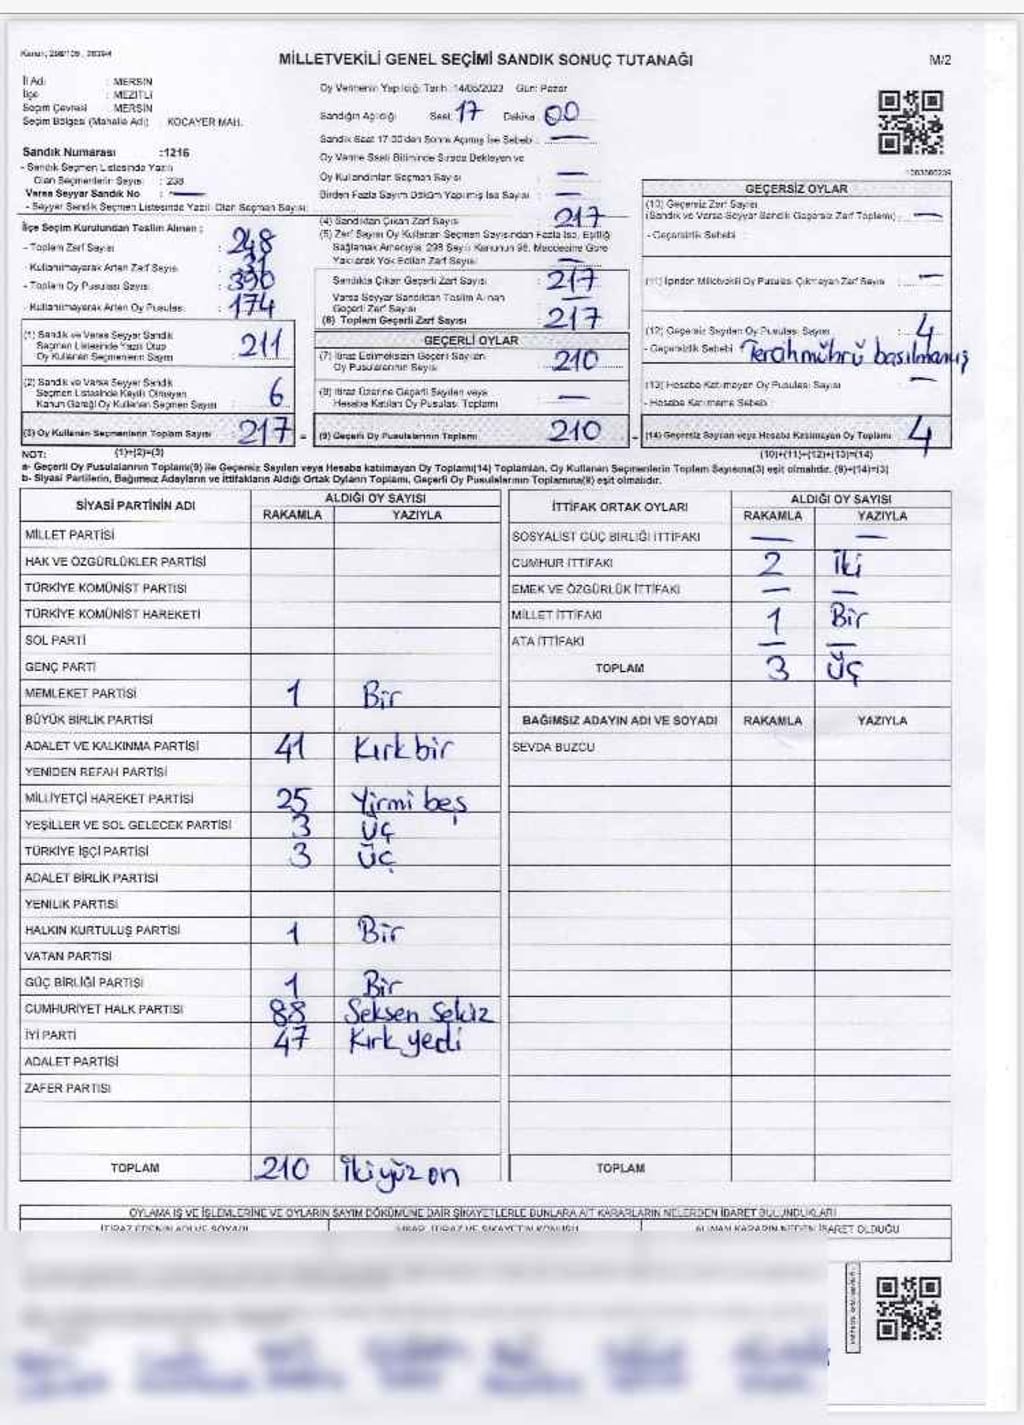 MİLLETVEKİLİ GENEL SEÇİMİ SANDIK SONUÇ TUTANAĞI
M/2
İl Adı : MERSİN
İlçe : MEZİTLİ
Seçim Çevresi : MERSİN
Seçim Bölgesi (Mahalle Adı) : KOCAYER MAH.
Sandık Numarası :1216
- Sandık Seçmen Listesinde Yazılı
Olan Seçmenlerin Sayısı : 238
Varsa Seyyar Sandık No : —
- Seyyar Sandık Seçmen Listesinde Yazılı Olan Seçmen Sayısı
İlçe Seçim Kurulundan Teslim Alınan :
- Toplam Zarf Sayısı : 248
- Kullanılmayarak Artan Zarf Sayısı : 31
- Toplam Oy Pusulası Sayısı : 390
- Kullanılmayarak Artan Oy Pusulası : 174
(1) Sandık ve Varsa Seyyar Sandık
Seçmen Listesinde Yazılı Olup
Oy Kullanan Seçmenlerin Sayısı : 211
(2) Sandık ve Varsa Seyyar Sandık
Seçmen Listesinde Kayıtlı Olmayan
Kanun Gereği Oy Kullanan Seçmen Sayısı 6
(3) Oy Kullanan Seçmenlerin Toplam Sayısı 217 =
(1)+(2)=(3)
Oy Vermenin Yapıldığı Tarih: 14/05/2023 Gün: Pazar
Sandığın Açıldığı Saat 17 Dakika 00
Sandık Saat 17:00'den Sonra Açılmış İse Sebebi : —
Oy Verme Saati Bitiminde Sırada Bekleyen ve
Oy Kullandırılan Seçmen Sayısı —
Birden Fazla Sayım Döküm Yapılmış İse Sayısı —
(4) Sandıktan Çıkan Zarf Sayısı : 217
(5) Zarf Sayısı Oy Kullanan Seçmen Sayısından Fazla İse, Eşitliği
Sağlamak Amacıyla, 298 Sayılı Kanunun 98. Maddesine Göre
Yakılarak Yok Edilen Zarf Sayısı —
Sandıkta Çıkan Geçerli Zarf Sayısı : 217
Varsa Seyyar Sandıktan Teslim Alınan
Geçerli Zarf Sayısı —
(6) Toplam Geçerli Zarf Sayısı : 217
GEÇERLİ OYLAR
(7) İtiraz Edilmeksizin Geçerli Sayılan
Oy Pusulalarının Sayısı : 210
(8) İtiraz Üzerine Geçerli Sayılan veya
Hesaba Katılan Oy Pusulası Toplamı —
(9) Geçerli Oy Pusulalarının Toplamı 210
GEÇERSİZ OYLAR
(10) Geçersiz Zarf Sayısı
(Sandık ve Varsa Seyyar Sandık Geçersiz Zarf Toplamı) : —
- Geçersizlik Sebebi :
(11) İçinden Milletvekili Oy Pusulası Çıkmayan Zarf Sayısı —
(12) Geçersiz Sayılan Oy Pusulası Sayısı 4
- Geçersizlik Sebebi Tercih mührü basılmamış
(13) Hesaba Katılmayan Oy Pusulası Sayısı —
- Hesaba Katılmama Sebebi :
(14) Geçersiz Sayılan veya Hesaba Katılmayan Oy Toplamı 4
(10)+(11)+(12)+(13)=(14)
NOT:
a- Geçerli Oy Pusulalarının Toplamı(9) ile Geçersiz Sayılan veya Hesaba katılmayan Oy Toplamı(14) Toplamları, Oy Kullanan Seçmenlerin Toplam Sayısına(3) eşit olmalıdır. (9)+(14)=(3)
b- Siyasi Partilerin, Bağımsız Adayların ve İttifakların Aldığı Ortak Oyların Toplamı, Geçerli Oy Pusulalarının Toplamına(9) eşit olmalıdır.
SİYASİ PARTİNİN ADI ALDIĞI OY SAYISI
RAKAMLA YAZIYLA
MİLLET PARTİSİ
HAK VE ÖZGÜRLÜKLER PARTİSİ
TÜRKİYE KOMÜNİST PARTİSİ
TÜRKİYE KOMÜNİST HAREKETİ
SOL PARTİ
GENÇ PARTİ
MEMLEKET PARTİSİ 1 Bir
BÜYÜK BİRLİK PARTİSİ
ADALET VE KALKINMA PARTİSİ 41 Kırk bir
YENİDEN REFAH PARTİSİ
MİLLİYETÇİ HAREKET PARTİSİ 25 Yirmi beş
YEŞİLLER VE SOL GELECEK PARTİSİ 3 Üç
TÜRKİYE İŞÇİ PARTİSİ 3 Üç
ADALET BİRLİK PARTİSİ
YENİLİK PARTİSİ
HALKIN KURTULUŞ PARTİSİ 1 Bir
VATAN PARTİSİ
GÜÇ BİRLİĞİ PARTİSİ 1 Bir
CUMHURİYET HALK PARTİSİ 88 Seksen Sekiz
İYİ PARTİ 47 Kırk yedi
ADALET PARTİSİ
ZAFER PARTİSİ
TOPLAM 210 İki yüz on
İTTİFAK ORTAK OYLARI ALDIĞI OY SAYISI
RAKAMLA YAZIYLA
SOSYALİST GÜÇ BİRLİĞİ İTTİFAKI — —
CUMHUR İTTİFAKI 2 İki
EMEK VE ÖZGÜRLÜK İTTİFAKI — —
MİLLET İTTİFAKI 1 Bir
ATA İTTİFAKI — —
TOPLAM 3 Üç
BAĞIMSIZ ADAYIN ADI VE SOYADI RAKAMLA YAZIYLA
SEVDA BUZCU
TOPLAM
OYLAMA İŞ VE İŞLEMLERİNE VE OYLARIN SAYIM DÖKÜMÜNE DAİR ŞİKAYETLERLE BUNLARA AİT KARARLARIN NELERDEN İBARET BULUNDUKLARI
İTİRAZ EDENİN ADI VE SOYADI
İHBAR, İTİRAZ VE ŞİKAYETİN KONUSU
ALINAN KARARIN NEDEN İBARET OLDUĞU